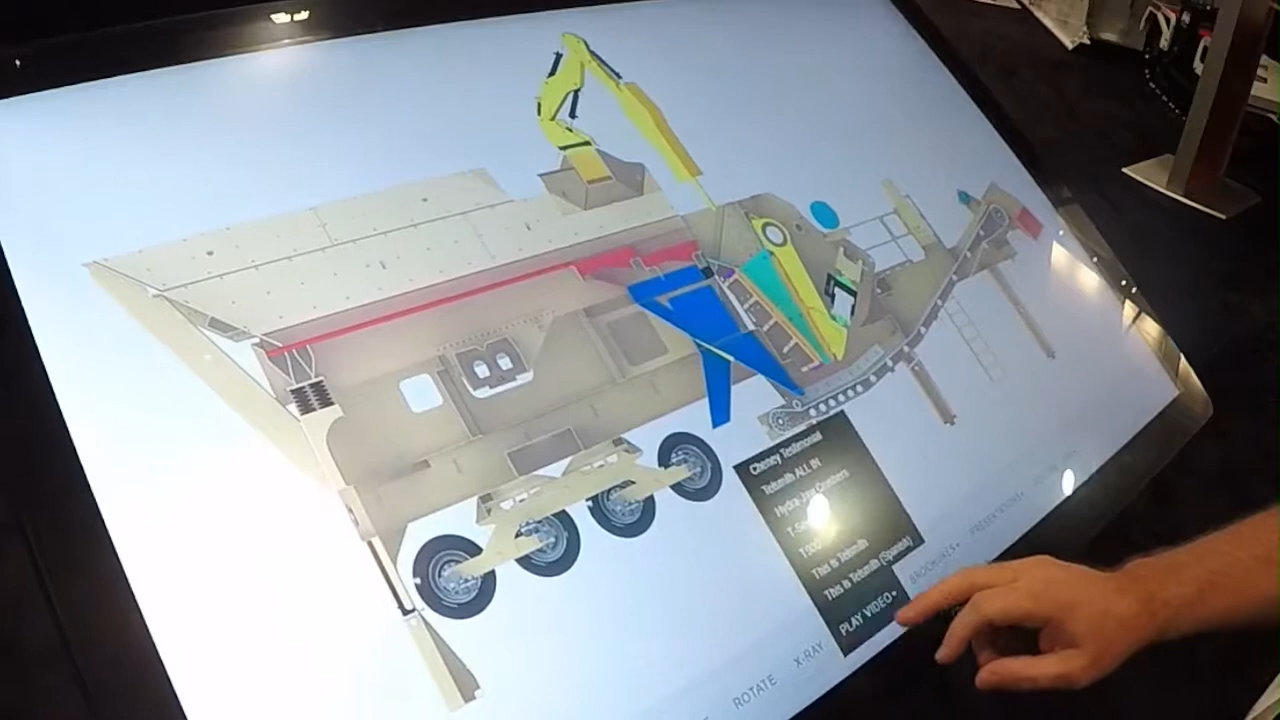 Cheney Testimonial
Telsmith ALL IN
Hydra-Jaw Crushers
This is Telsmith
This is Telsmith (Spanish)
PLAY VIDEO
ROTATE
X-RAY
BROCHURES
PRESENTATIONS